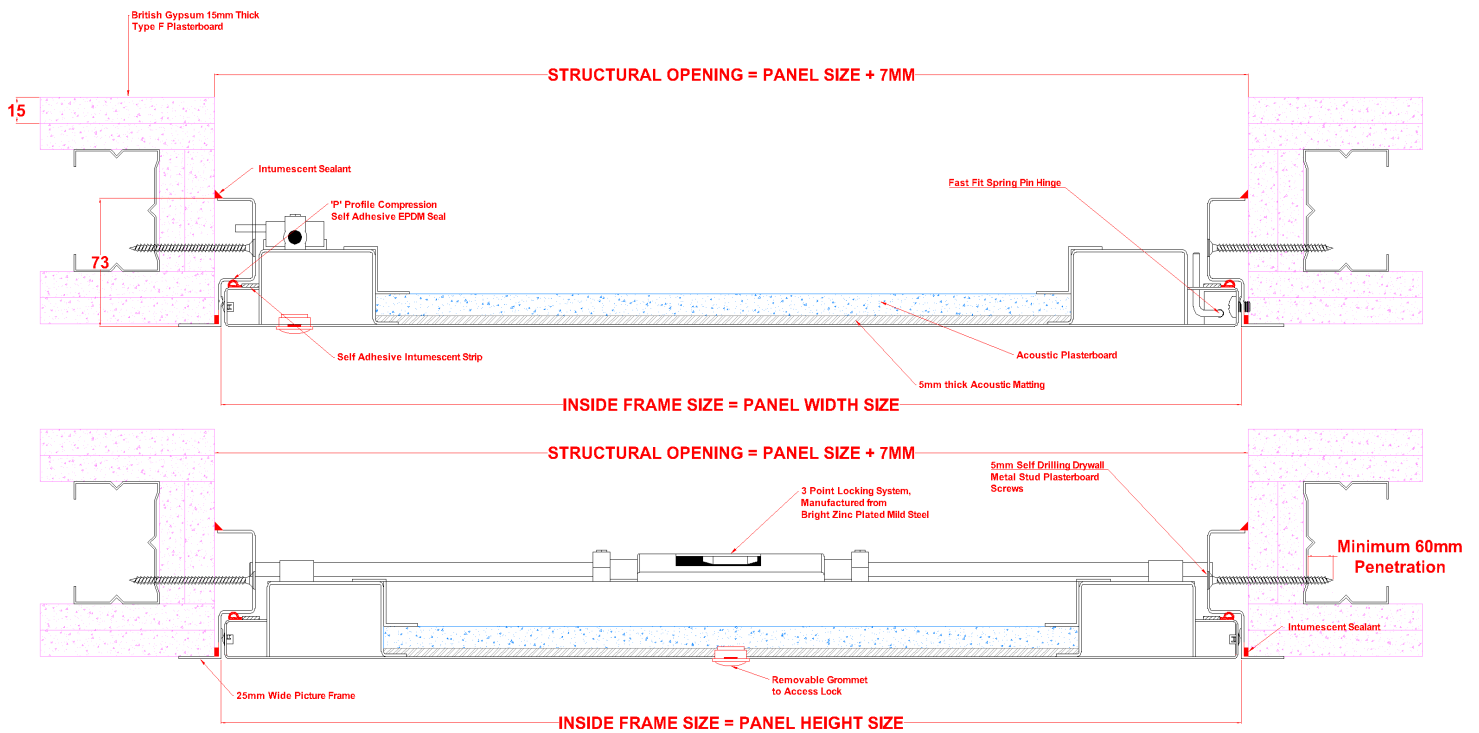 British Gypsum 15mm Thick
Type F Plasterboard
STRUCTURAL OPENING = PANEL SIZE + 7MM
15
Intumescent Sealant
Fast Fit Spring Pin Hinge
'P' Profile Compression
Self Adhesive EPDM Seal
73
Self Adhesive Intumescent Strip
Acoustic Plasterboard
5mm thick Acoustic Matting
INSIDE FRAME SIZE = PANEL WIDTH SIZE
STRUCTURAL OPENING = PANEL SIZE + 7MM
5mm Self Drilling Drywall
Metal Stud Plasterboard
Screws
3 Point Locking System,
Manufactured from
Bright Zinc Plated Mild Steel
Minimum 60mm
Penetration
Intumescent Sealant
Removable Grommet
to Access Lock
25mm Wide Picture Frame
INSIDE FRAME SIZE = PANEL HEIGHT SIZE